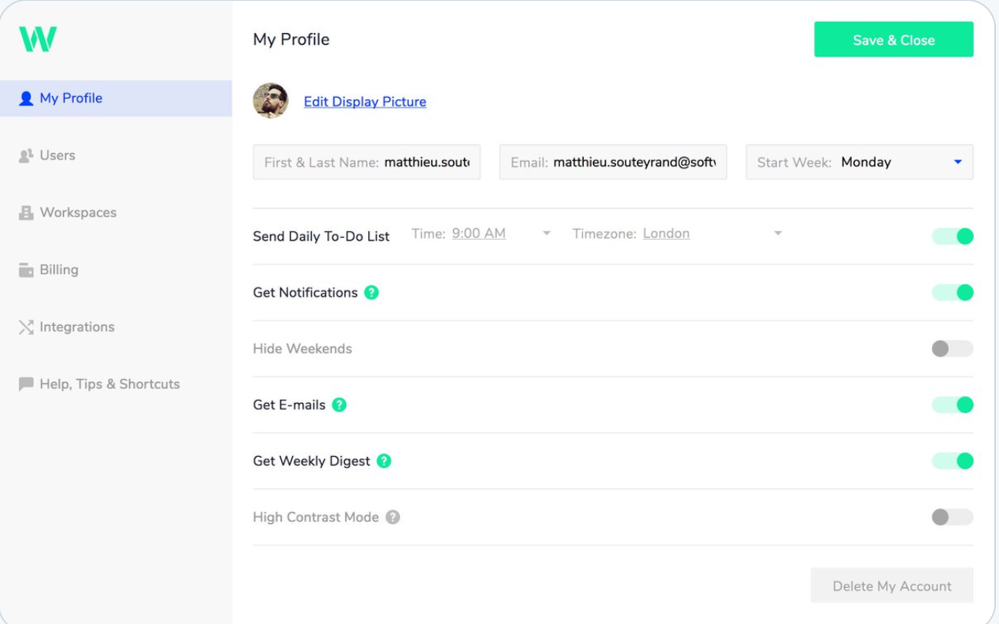 W
My Profile
Save & Close
My Profile
Edit Display Picture
Users
First & Last Name: matthieu.sout
Email: matthieu.souteyrand@soft
Start Week: Monday
Workspaces
Send Daily To-Do List Time: 9:00 AM Timezone: London
Billing
Get Notifications ?
Integrations
Hide Weekends
Help, Tips & Shortcuts
Get E-mails ?
Get Weekly Digest ?
High Contrast Mode ?
Delete My Account